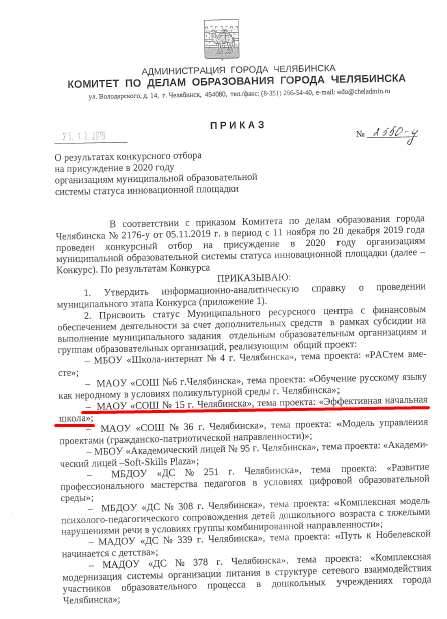 АДМИНИСТРАЦИЯ ГОРОДА ЧЕЛЯБИНСКА
КОМИТЕТ ПО ДЕЛАМ ОБРАЗОВАНИЯ ГОРОДА ЧЕЛЯБИНСКА
ул. Володарского, д. 14, г. Челябинск, 454080, тел./факс: (8-351) 266-54-40, e-mail: edu@cheladmin.ru
ПРИКАЗ
25.12.2019
№ 2550-у
О результатах конкурсного отбора
на присуждение в 2020 году
организациям муниципальной образовательной
системы статуса инновационной площадки
В соответствии с приказом Комитета по делам образования города
Челябинска № 2176-у от 05.11.2019 г. в период с 11 ноября по 20 декабря 2019 года
проведен конкурсный отбор на присуждение в 2020 году организациям
муниципальной образовательной системы статуса инновационной площадки (далее –
Конкурс). По результатам Конкурса
ПРИКАЗЫВАЮ:
1. Утвердить информационно-аналитическую справку о проведении
муниципального этапа Конкурса (приложение 1).
2. Присвоить статус Муниципального ресурсного центра с финансовым
обеспечением деятельности за счет дополнительных средств в рамках субсидии на
выполнение муниципального задания отдельным образовательным организациям и
группам образовательных организаций, реализующим общий проект:
– МБОУ «Школа-интернат № 4 г. Челябинска», тема проекта: «РАСтем вме-
сте»;
– МАОУ «СОШ №6 г.Челябинска», тема проекта: «Обучение русскому языку
как неродному в условиях поликультурной среды г. Челябинска»;
– МАОУ «СОШ № 15 г. Челябинска», тема проекта: «Эффективная начальная
школа»;
– МАОУ «СОШ № 36 г. Челябинска», тема проекта: «Модель управления
проектами (гражданско-патриотической направленности)»;
– МБОУ «Академический лицей № 95 г. Челябинска», тема проекта: «Академи-
ческий лицей –Soft-Skills Plaza»;
– МБДОУ «ДС № 251 г. Челябинска», тема проекта: «Развитие
профессионального мастерства педагогов в условиях цифровой образовательной
среды»;
– МБДОУ «ДС № 308 г. Челябинска», тема проекта: «Комплексная модель
психолого-педагогического сопровождения детей дошкольного возраста с тяжелыми
нарушениями речи в условиях группы комбинированной направленности»;
– МАДОУ «ДС № 339 г. Челябинска», тема проекта: «Путь к Нобелевской
начинается с детства»;
– МАДОУ «ДС № 378 г. Челябинска», тема проекта: «Комплексная
модернизация системы организации питания в структуре сетевого взаимодействия
участников образовательного процесса в дошкольных учреждениях города
Челябинска»;